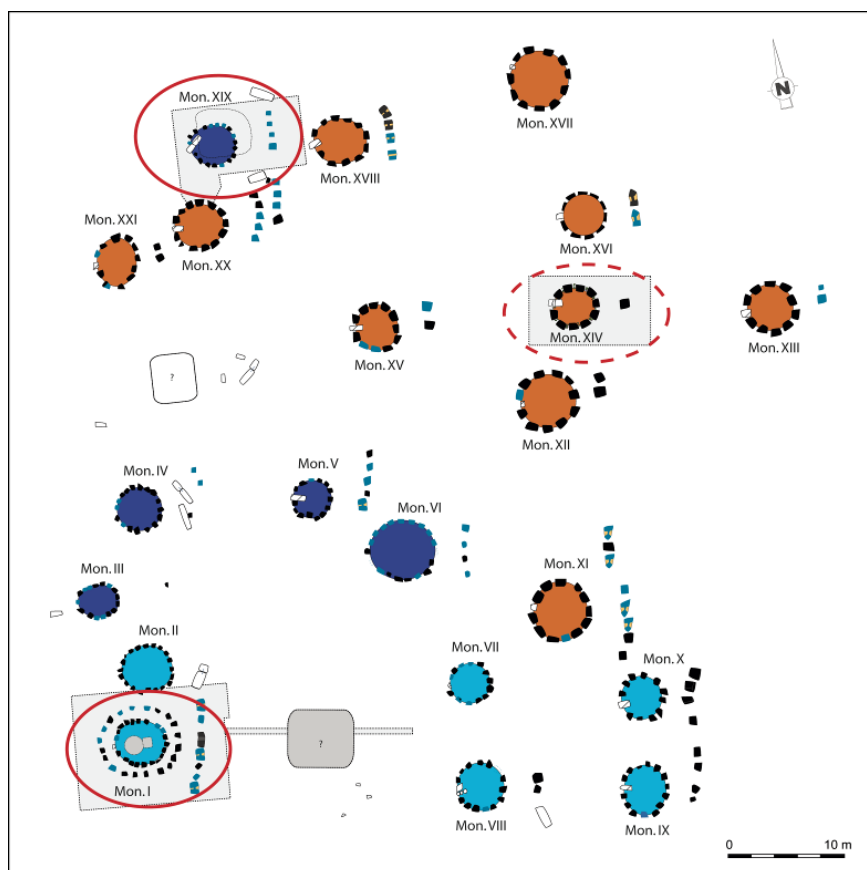 Mon. XIX
Mon. XVII
N
Mon. XVIII
Mon. XXI
Mon. XX
Mon. XVI
Mon. XIV
Mon. XIII
Mon. XV
?
Mon. XII
Mon. IV
Mon. V
Mon. VI
Mon. XI
Mon. III
Mon. II
Mon. VII
Mon. X
?
Mon. I
Mon. VIII
Mon. IX
0 10 m